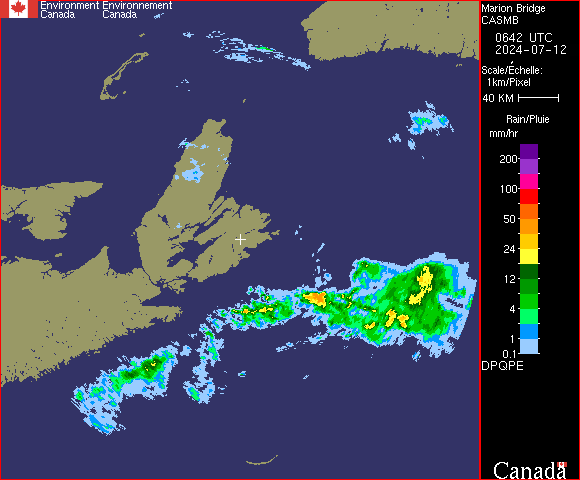 Environment Environnement
Canada Canada
Marion Bridge
CASMB
0642 UTC
2024-07-12
Scale/Échelle:
1km/Pixel
40 KM
Rain/Pluie
mm/hr
200
100
50
24
12
4
1
0.1
DPQPE
Canada